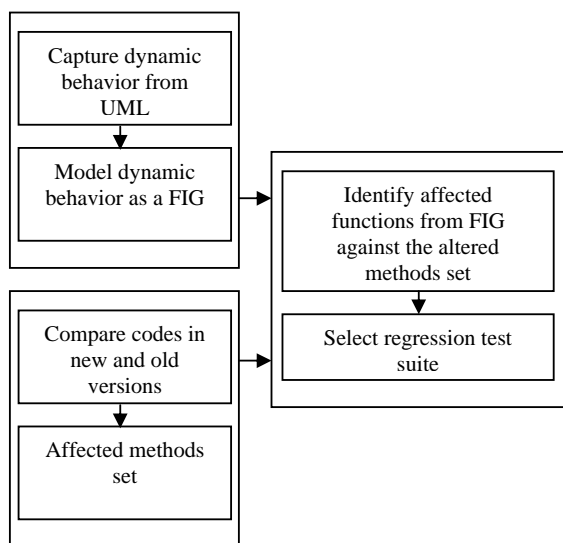 Capture dynamic
behavior from
UML
Model dynamic
behavior as a FIG
Compare codes in
new and old
versions
Affected methods
set
Identify affected
functions from FIG
against the altered
methods set
Select regression test
suite